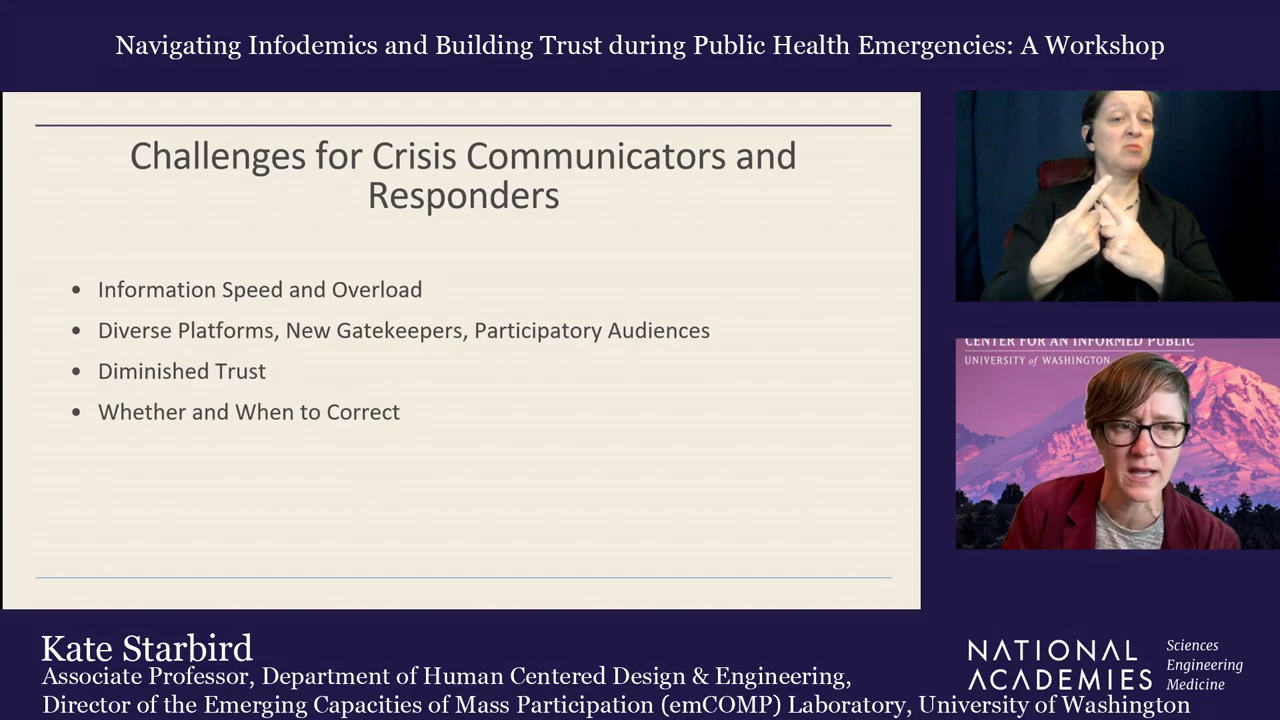 Navigating Infodemics and Building Trust during Public Health Emergencies: A Workshop
Challenges for Crisis Communicators and
Responders
• Information Speed and Overload
• Diverse Platforms, New Gatekeepers, Participatory Audiences
• Diminished Trust
• Whether and When to Correct
CENTER FOR AN INFORMED PUBLIC
UNIVERSITY of WASHINGTON
Kate Starbird
Associate Professor, Department of Human Centered Design & Engineering,
Director of the Emerging Capacities of Mass Participation (emCOMP) Laboratory, University of Washington
NATIONAL
ACADEMIES
Sciences
Engineering
Medicine